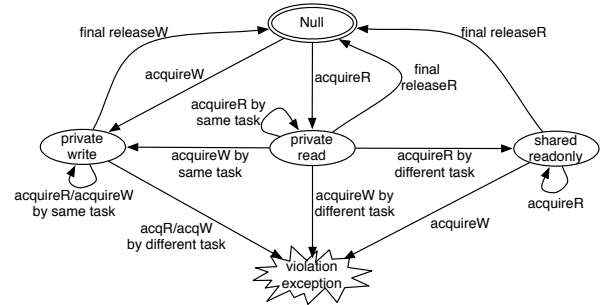 Null
final releaseW
final releaseR
acquireW
acquireR
final
releaseR
acquireR by
same task
private
write
private
read
shared
readonly
acquireW by
same task
acquireR by
different task
acquireR/acquireW
by same task
acquireW by
different task
acquireR
acqR/acqW
by different task
acquireW
violation
exception